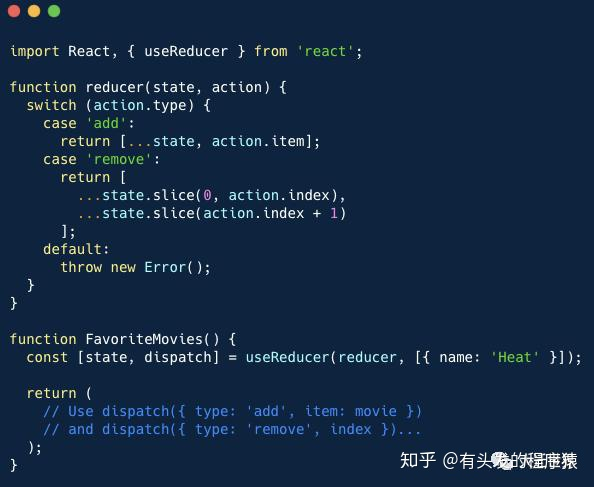 import React, { useReducer } from 'react';
function reducer(state, action) {
  switch (action.type) {
    case 'add':
      return [...state, action.item];
    case 'remove':
      return [
        ...state.slice(0, action.index),
        ...state.slice(action.index + 1)
      ];
    default:
      throw new Error();
  }
}
function FavoriteMovies() {
  const [state, dispatch] = useReducer(reducer, [{ name: 'Heat' }]);
  return (
    // Use dispatch({ type: 'add', item: movie })
    // and dispatch({ type: 'remove', index })...
  );
}
知乎 @有头 的程序猿